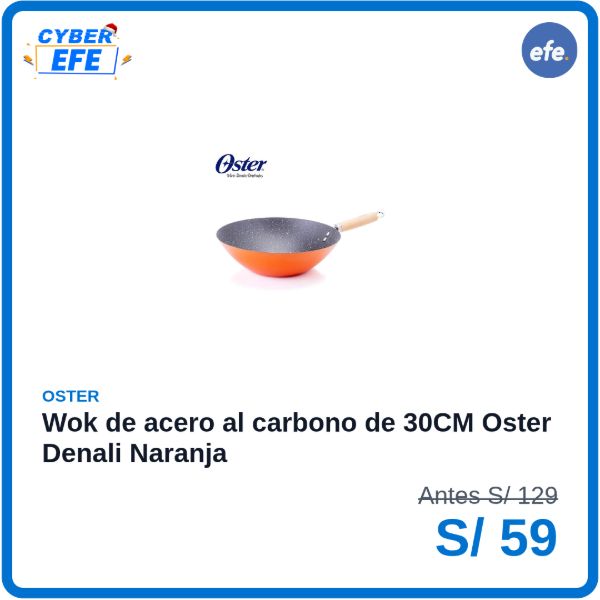 CYBER
EFE
efe.
Oster
OSTER
Wok de acero al carbono de 30CM Oster
Denali Naranja
Antes S/ 129
S/ 59